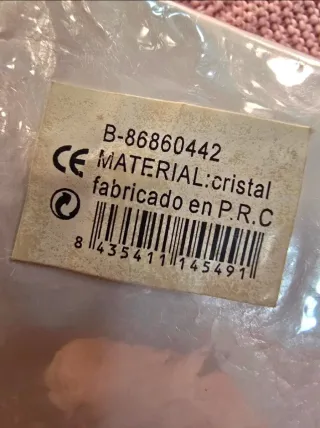 B-86860442
CE MATERIAL:cristal
fabricado en P.R.C
8 435411 145491